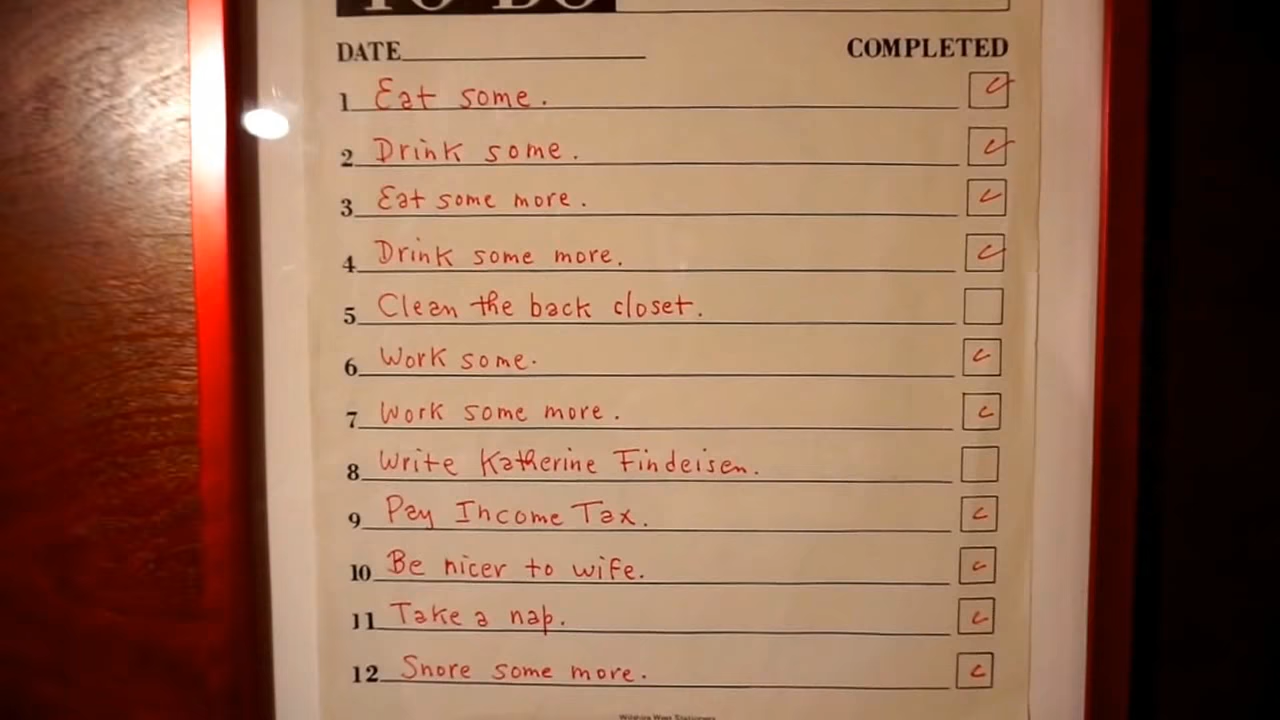 TO DO
DATE COMPLETED
1 Eat some.
2 Drink some.
3 Eat some more.
4 Drink some more.
5 Clean the back closet.
6 Work some.
7 Work some more.
8 Write Katherine Findeisen.
9 Pay Income Tax.
10 Be nicer to wife.
11 Take a nap.
12 Snore some more.